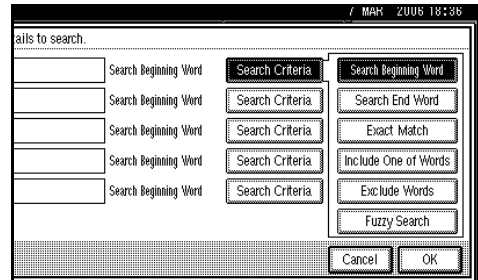 7 MAR 2006 18:36
tails to search.
Search Beginning Word Search Criteria Search Beginning Word
Search Beginning Word Search Criteria Search End Word
Search Beginning Word Search Criteria Exact Match
Search Beginning Word Search Criteria Include One of Words
Search Beginning Word Search Criteria Exclude Words
Fuzzy Search
Cancel OK